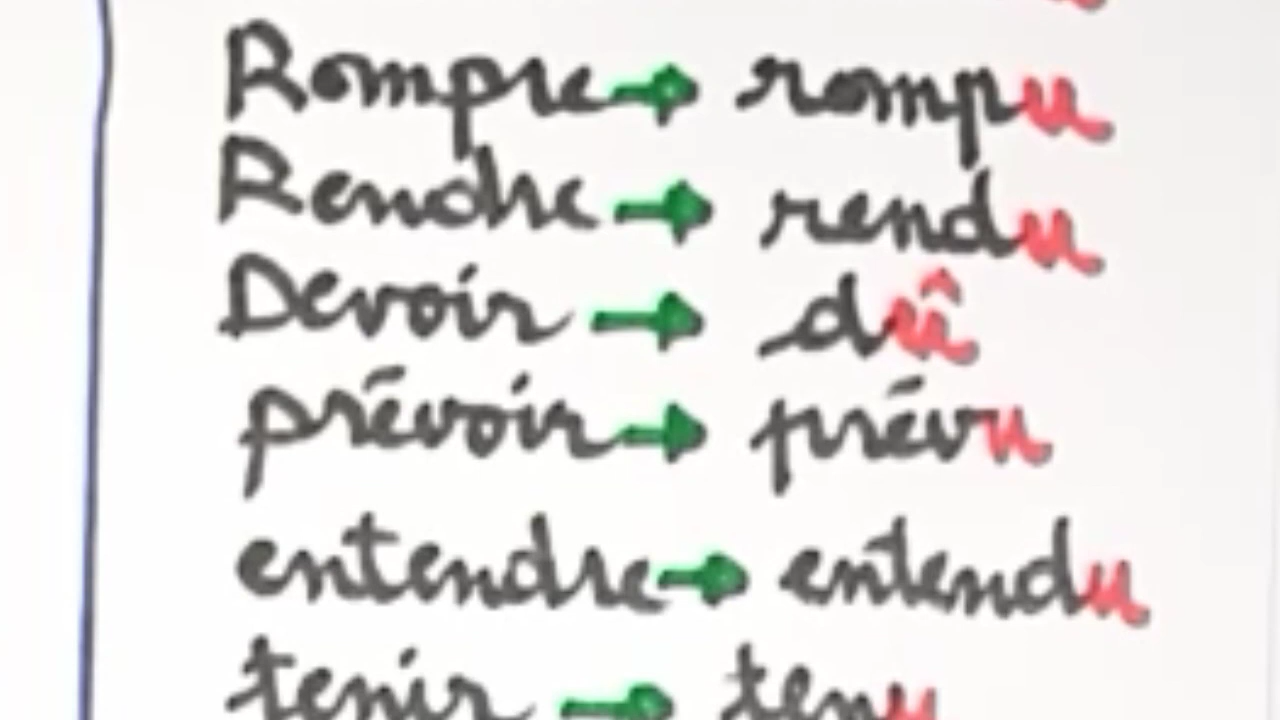 Rompre → rompu
Rendre → rendu
Devoir → dû
prévoir → prévu
entendre → entendu
tenir → tenu